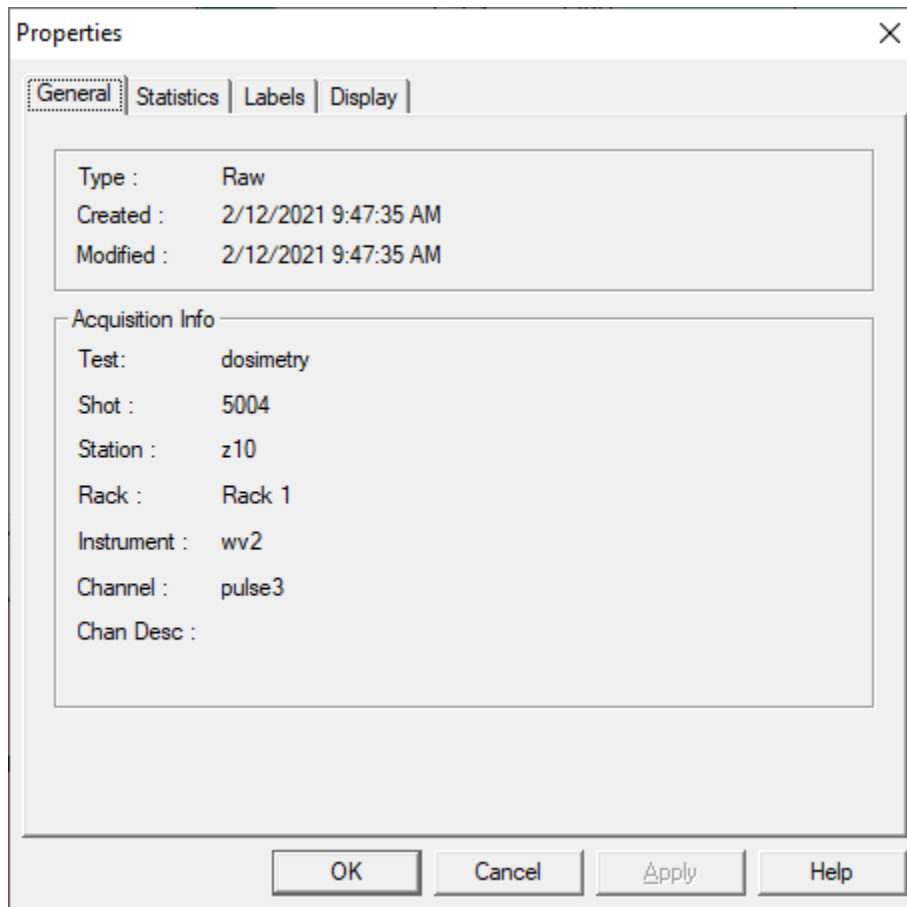 Properties
General Statistics Labels Display
Type : Raw
Created : 2/12/2021 9:47:35 AM
Modified : 2/12/2021 9:47:35 AM
Acquisition Info
Test: dosimetry
Shot : 5004
Station : z10
Rack : Rack 1
Instrument : wv2
Channel : pulse3
Chan Desc :
OK Cancel Apply Help